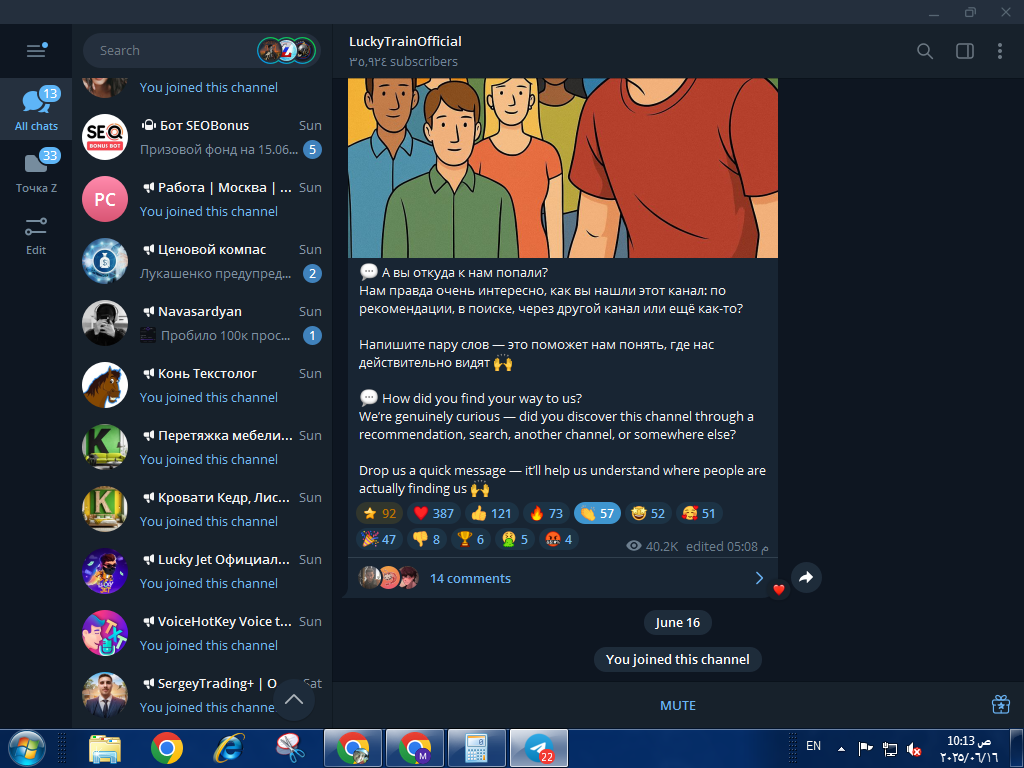 Search
13
All chats
33
Точка Z
Edit
You joined this channel
SEQ
BONUS BOT
Бот SEOBonus
Sun
Призовой фонд на 15.06...
5
РС
Работа | Москва | ...
Sun
You joined this channel
Ценовой компас
Sun
Лукашенко предупред...
2
Navasardyan
Sun
Пробило 100к прос...
1
Конь Текстолог
Sun
You joined this channel
K
Перетяжка мебели...
Sun
You joined this channel
K
Кровати Кедр, Лис...
Sun
You joined this channel
Lucky Jet Официал...
Sun
You joined this channel
TXT
VoiceHotKey Voice t...
Sun
You joined this channel
SergeyTrading+ | О
Sat
You joined this channe
LuckyTrainOfficial
٣٥,٩٢٤ subscribers
💬 А вы откуда к нам попали?
Нам правда очень интересно, как вы нашли этот канал: по
рекомендации, в поиске, через другой канал или ещё как-то?
Напишите пару слов — это поможет нам понять, где нас
действительно видят 🙌
💬 How did you find your way to us?
We’re genuinely curious — did you discover this channel through a
recommendation, search, another channel, or somewhere else?
Drop us a quick message — it’ll help us understand where people are
actually finding us 🙌
⭐ 92 ❤️ 387 👍 121 🔥 73 👏 57 🤩 52 🥰 51
🎉 47 👎 8 🏆 6 🤮 5 🤬 4
40.2K edited 05:08 م
14 comments
June 16
You joined this channel
MUTE
M
22
EN
10:13 ص
٢٠٢٥/٠٦/١٦